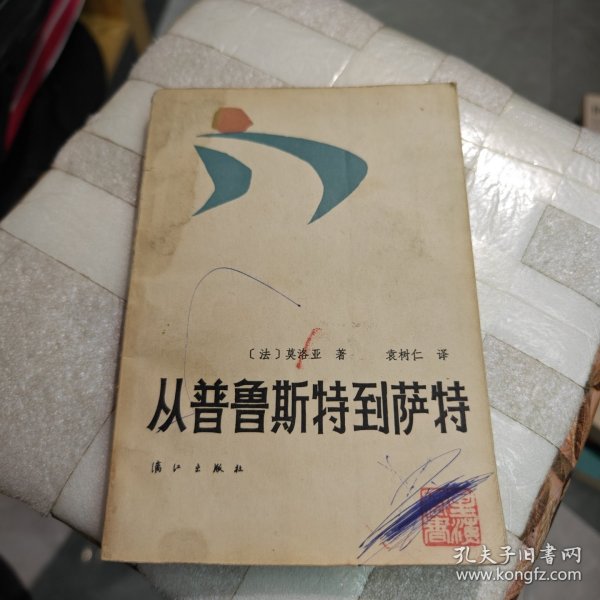 〔法〕莫洛亚 著 袁树仁 译
从普鲁斯特到萨特
漓江出版社
孔夫子旧书网
www.kongfz.com